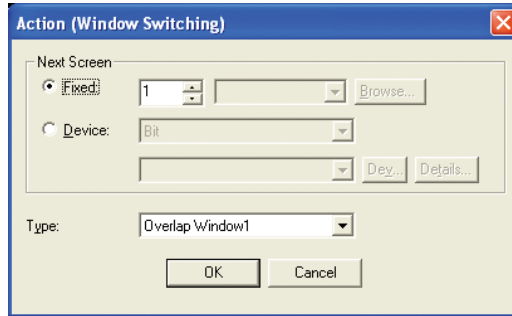 Action (Window Switching)
Next Screen
Fixed: 1 Browse...
Device: Bit
Dev... Details...
Type: Overlap Window1
OK Cancel